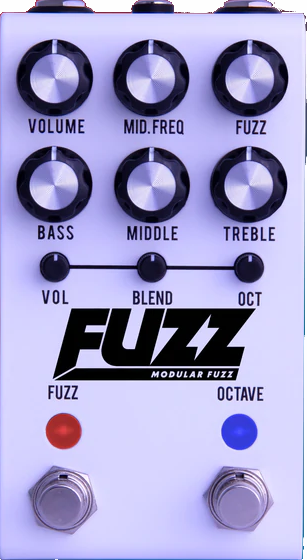 VOLUME MID.FREQ FUZZ
BASS MIDDLE TREBLE
VOL BLEND OCT
FUZZ
MODULAR FUZZ
FUZZ OCTAVE